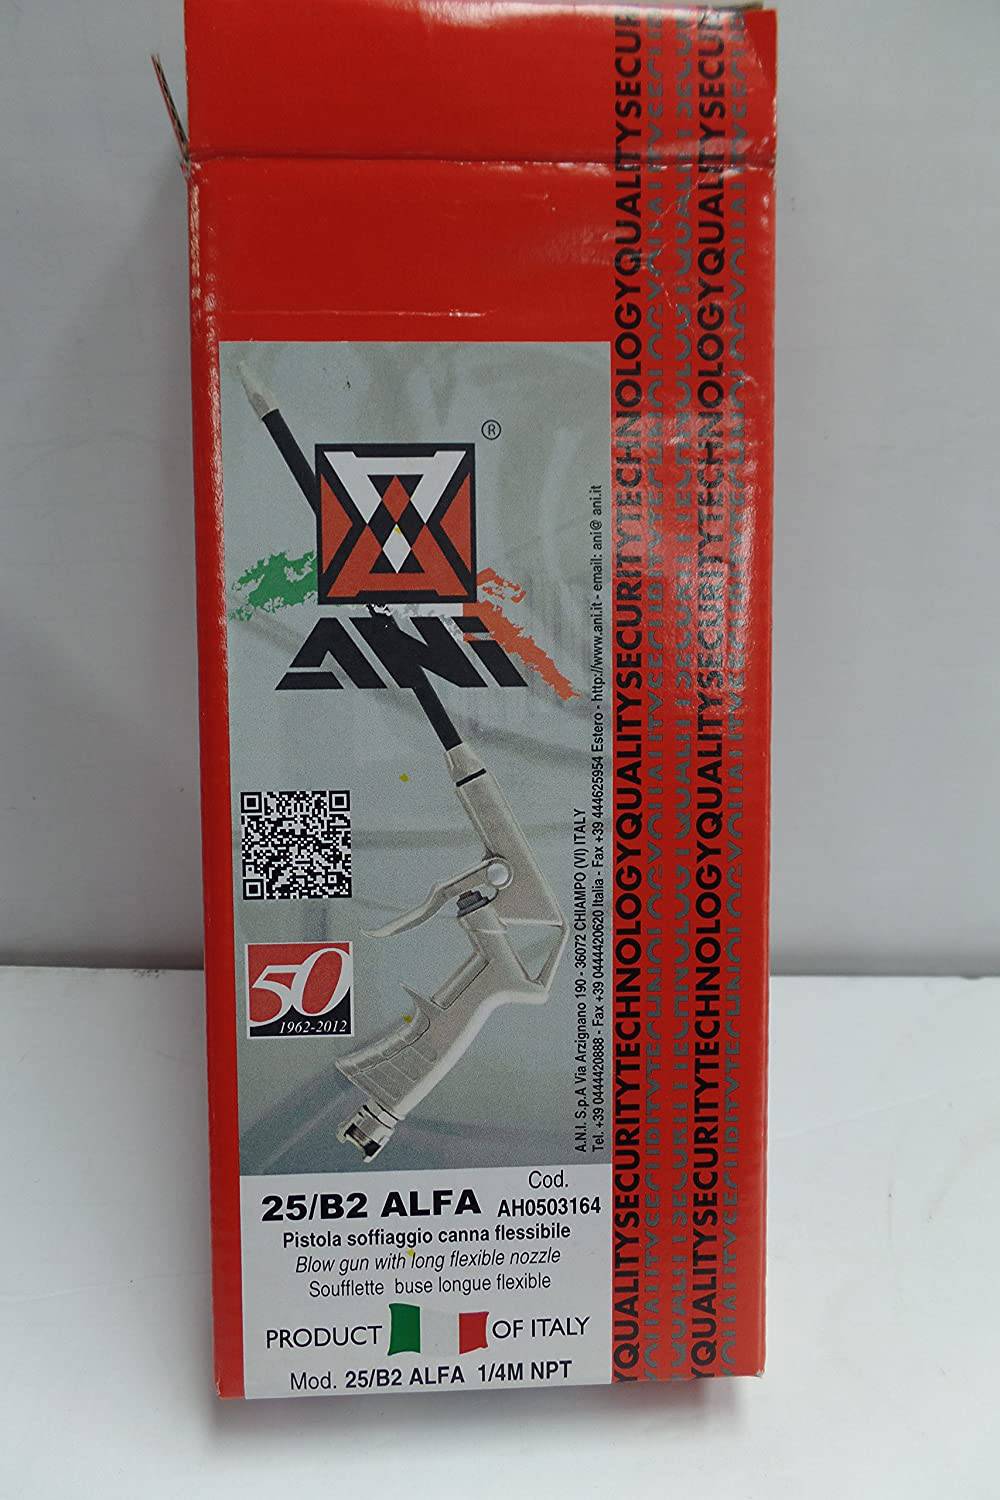 ®
ANi
50
1962-2012
A.N.I. S.p.A Via Arzignano 190 - 36072 CHIAMPO (VI) ITALY
Tel. +39 0444420888 - Fax +39 0444420620 Italia - Fax +39 444625954 Estero - http://www.ani.it - email: ani@ ani.it
25/B2 ALFA
Cod.
AH0503164
Pistola soffiaggio canna flessibile
Blow gun with long flexible nozzle
Soufflette buse longue flexible
PRODUCT OF ITALY
Mod. 25/B2 ALFA 1/4M NPT
YQUALITYSECURITYTECHNOLOGYQUALITYSECURITYTECHNOLOGYQUALITYSECUR
YQUALITYSECURITYTECHNOLOGYQUALITYSECURITYTECHNOLOGYQUALITYSECUR